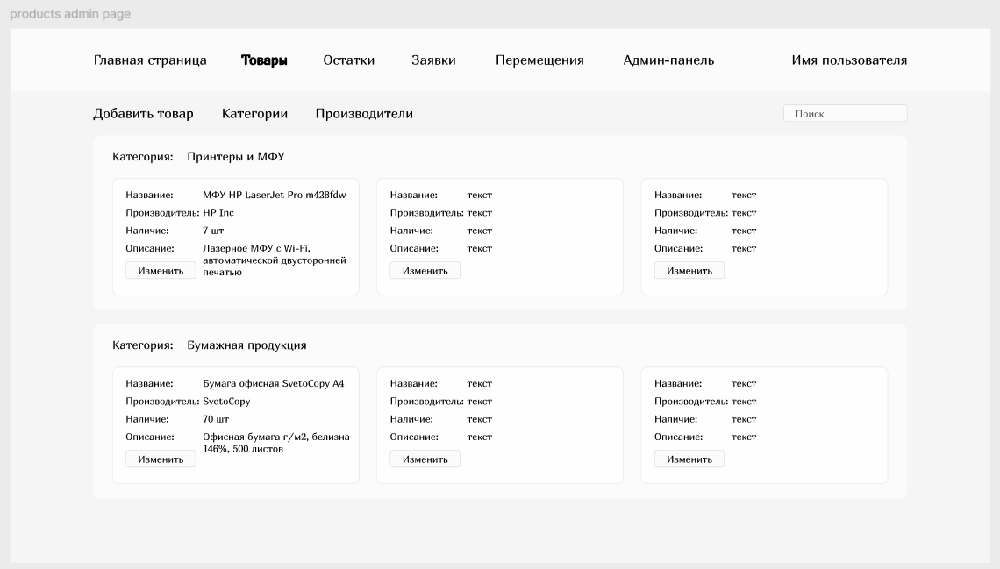 products admin page
Главная страница Товары Остатки Заявки Перемещения Админ-панель Имя пользователя
Добавить товар Категории Производители Поиск
Категория: Принтеры и МФУ
Название: МФУ HP LaserJet Pro m428fdw
Производитель: HP Inc
Наличие: 7 шт
Описание: Лазерное МФУ с Wi-Fi,
автоматической двусторонней
печатью
Изменить
Название: текст
Производитель: текст
Наличие: текст
Описание: текст
Изменить
Название: текст
Производитель: текст
Наличие: текст
Описание: текст
Изменить
Категория: Бумажная продукция
Название: Бумага офисная SvetoCopy A4
Производитель: SvetoCopy
Наличие: 70 шт
Описание: Офисная бумага г/м2, белизна
146%, 500 листов
Изменить
Название: текст
Производитель: текст
Наличие: текст
Описание: текст
Изменить
Название: текст
Производитель: текст
Наличие: текст
Описание: текст
Изменить